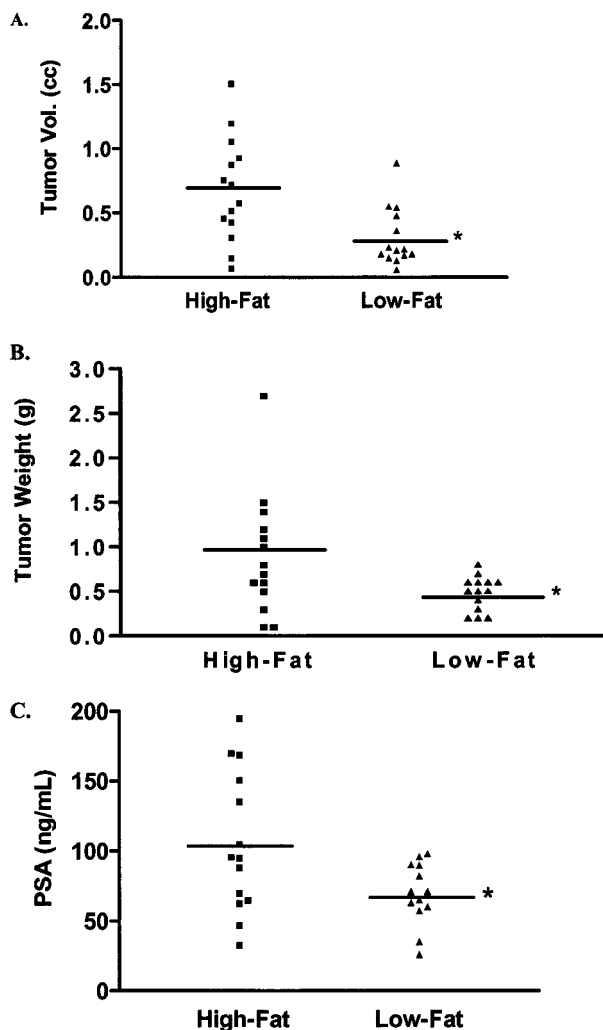 A.
Tumor Vol. (cc)
2.0
1.5
1.0
0.5
0.0
*
High-Fat Low-Fat
B.
Tumor Weight (g)
3.0
2.5
2.0
1.5
1.0
0.5
0.0
*
High-Fat Low-Fat
C.
PSA (ng/mL)
200
150
100
50
0
*
High-Fat Low-Fat